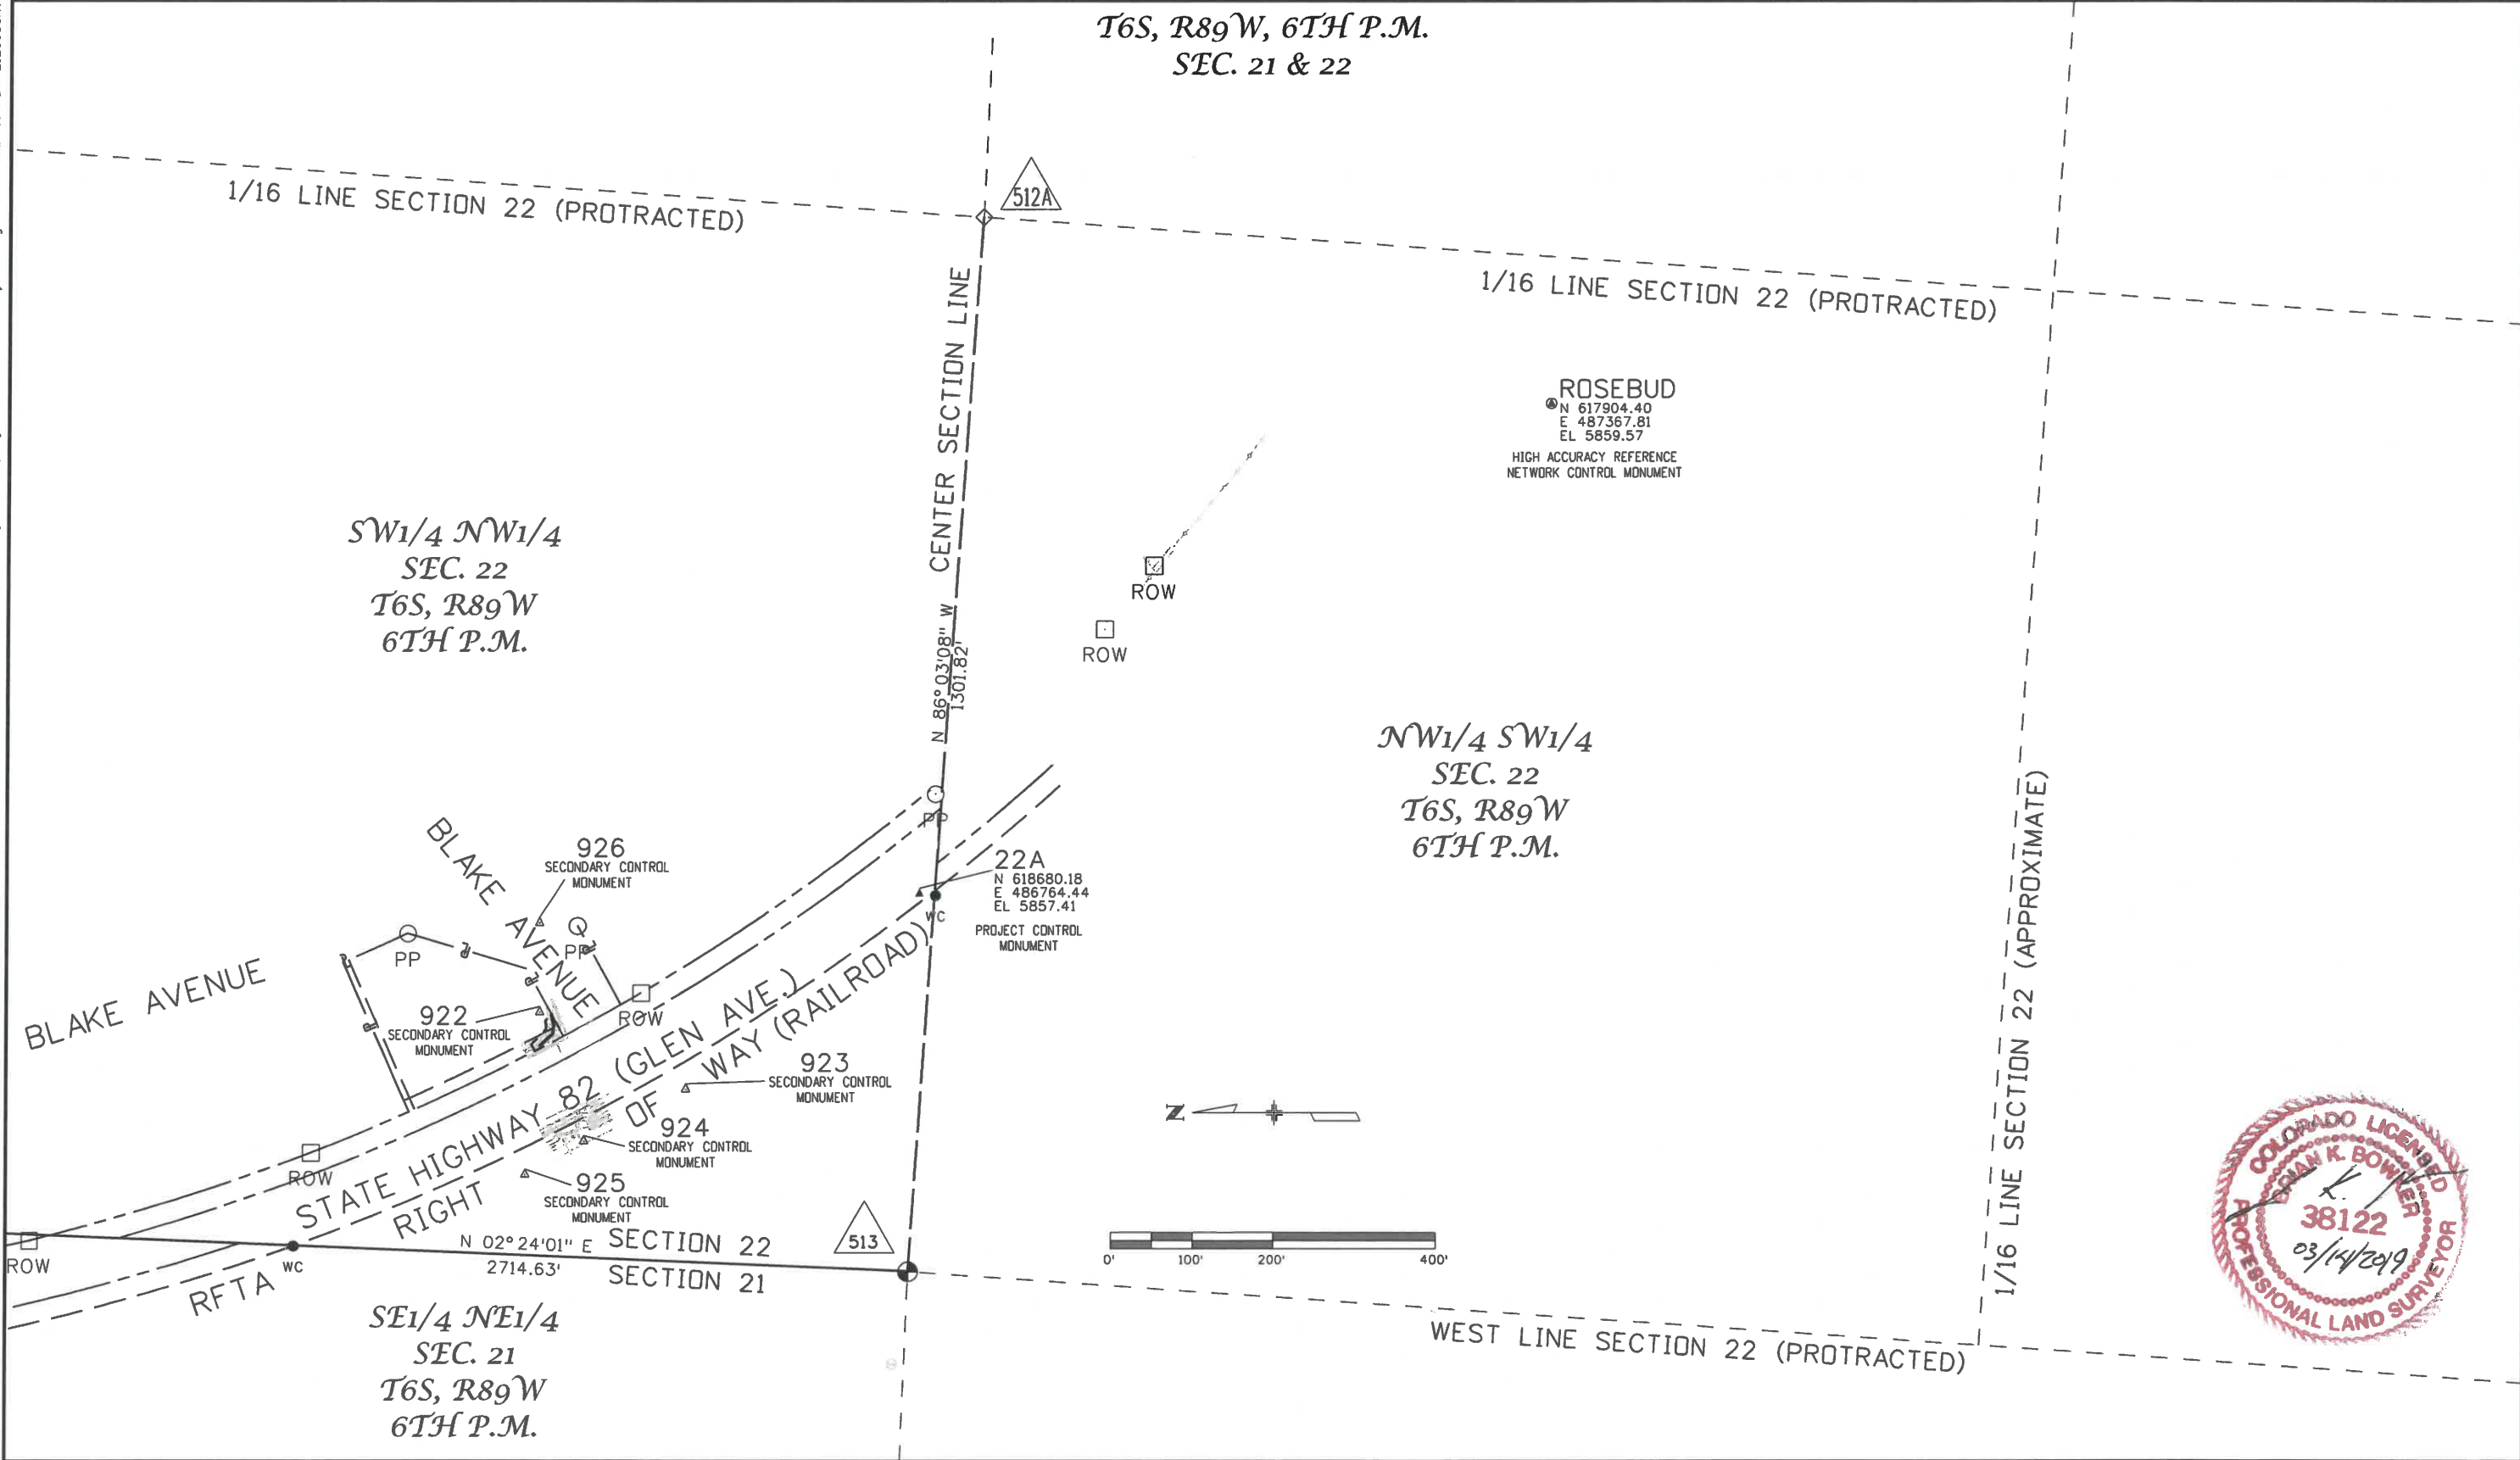 T6S, R89W, 6TH P.M.
SEC. 21 & 22
1/16 LINE SECTION 22 (PROTRACTED)
512A
1/16 LINE SECTION 22 (PROTRACTED)
CENTER SECTION LINE
N 86°03'08" W
1301.82'
ROSEBUD
N 617904.40
E 487367.81
EL 5859.57
HIGH ACCURACY REFERENCE
NETWORK CONTROL MONUMENT
SW1/4 NW1/4
SEC. 22
T6S, R89W
6TH P.M.
ROW
ROW
NW1/4 SW1/4
SEC. 22
T6S, R89W
6TH P.M.
1/16 LINE SECTION 22 (APPROXIMATE)
PP
BLAKE AVENUE
926
SECONDARY CONTROL
MONUMENT
22A
N 618680.18
E 486764.44
EL 5857.41
PROJECT CONTROL
MONUMENT
WC
PP
PP
BLAKE AVENUE
922
SECONDARY CONTROL
MONUMENT
ROW
923
SECONDARY CONTROL
MONUMENT
924
SECONDARY CONTROL
MONUMENT
925
SECONDARY CONTROL
MONUMENT
STATE HIGHWAY 82 (GLEN AVE.)
RFTA RIGHT OF WAY (RAILROAD)
ROW
ROW
WC
N 02°24'01" E
2714.63'
SECTION 22
SECTION 21
513
N
0' 100' 200' 400'
WEST LINE SECTION 22 (PROTRACTED)
SE1/4 NE1/4
SEC. 21
T6S, R89W
6TH P.M.
COLORADO LICENSED
BRIAN K. BOWKER
38122
03/14/2019
PROFESSIONAL LAND SURVEYOR